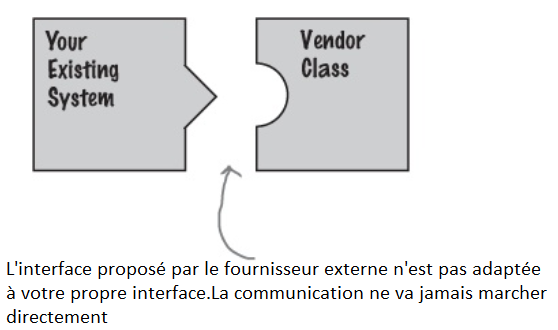 Your
Existing
System
Vendor
Class
L'interface proposé par le fournisseur externe n'est pas adaptée
à votre propre interface.La communication ne va jamais marcher
directement